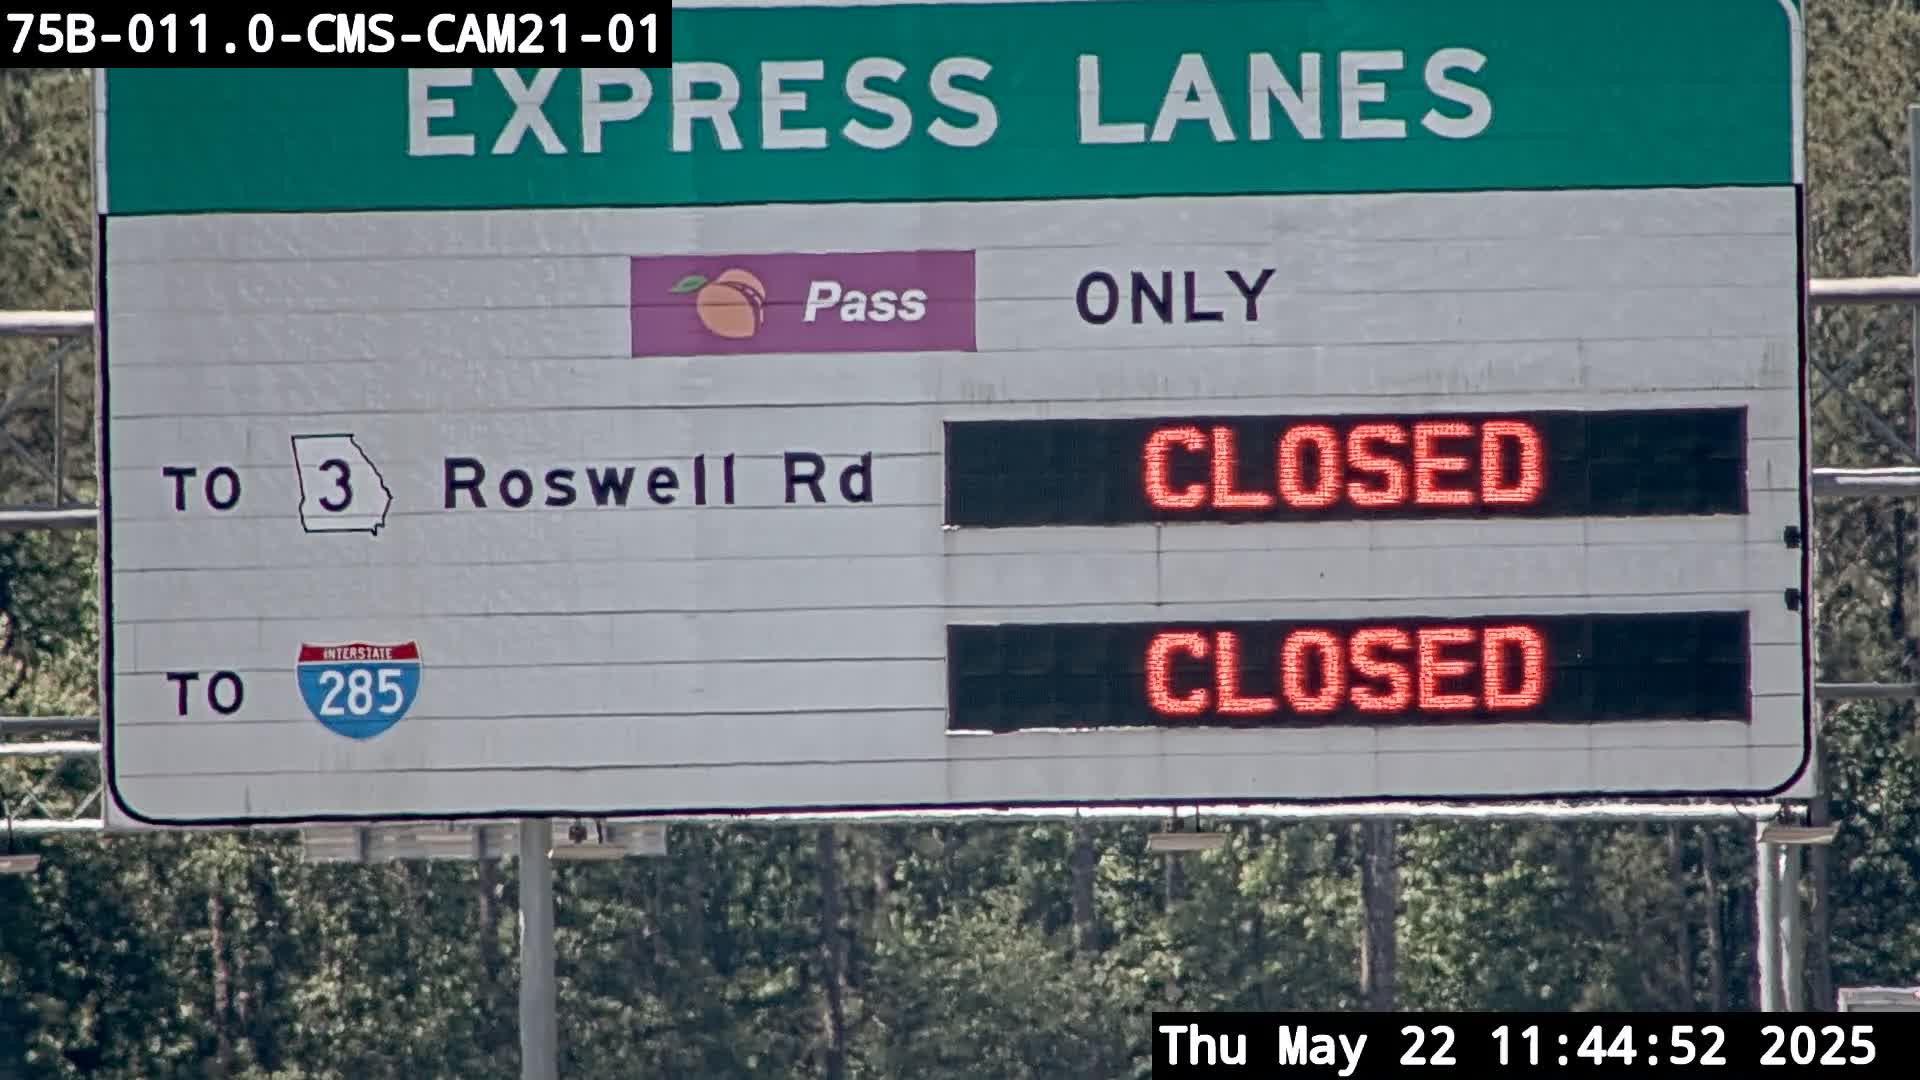 75B-011.0-CMS-CAM21-01
EXPRESS LANES
Pass ONLY
TO 3 Roswell Rd CLOSED
TO INTERSTATE 285 CLOSED
Thu May 22 11:44:52 2025